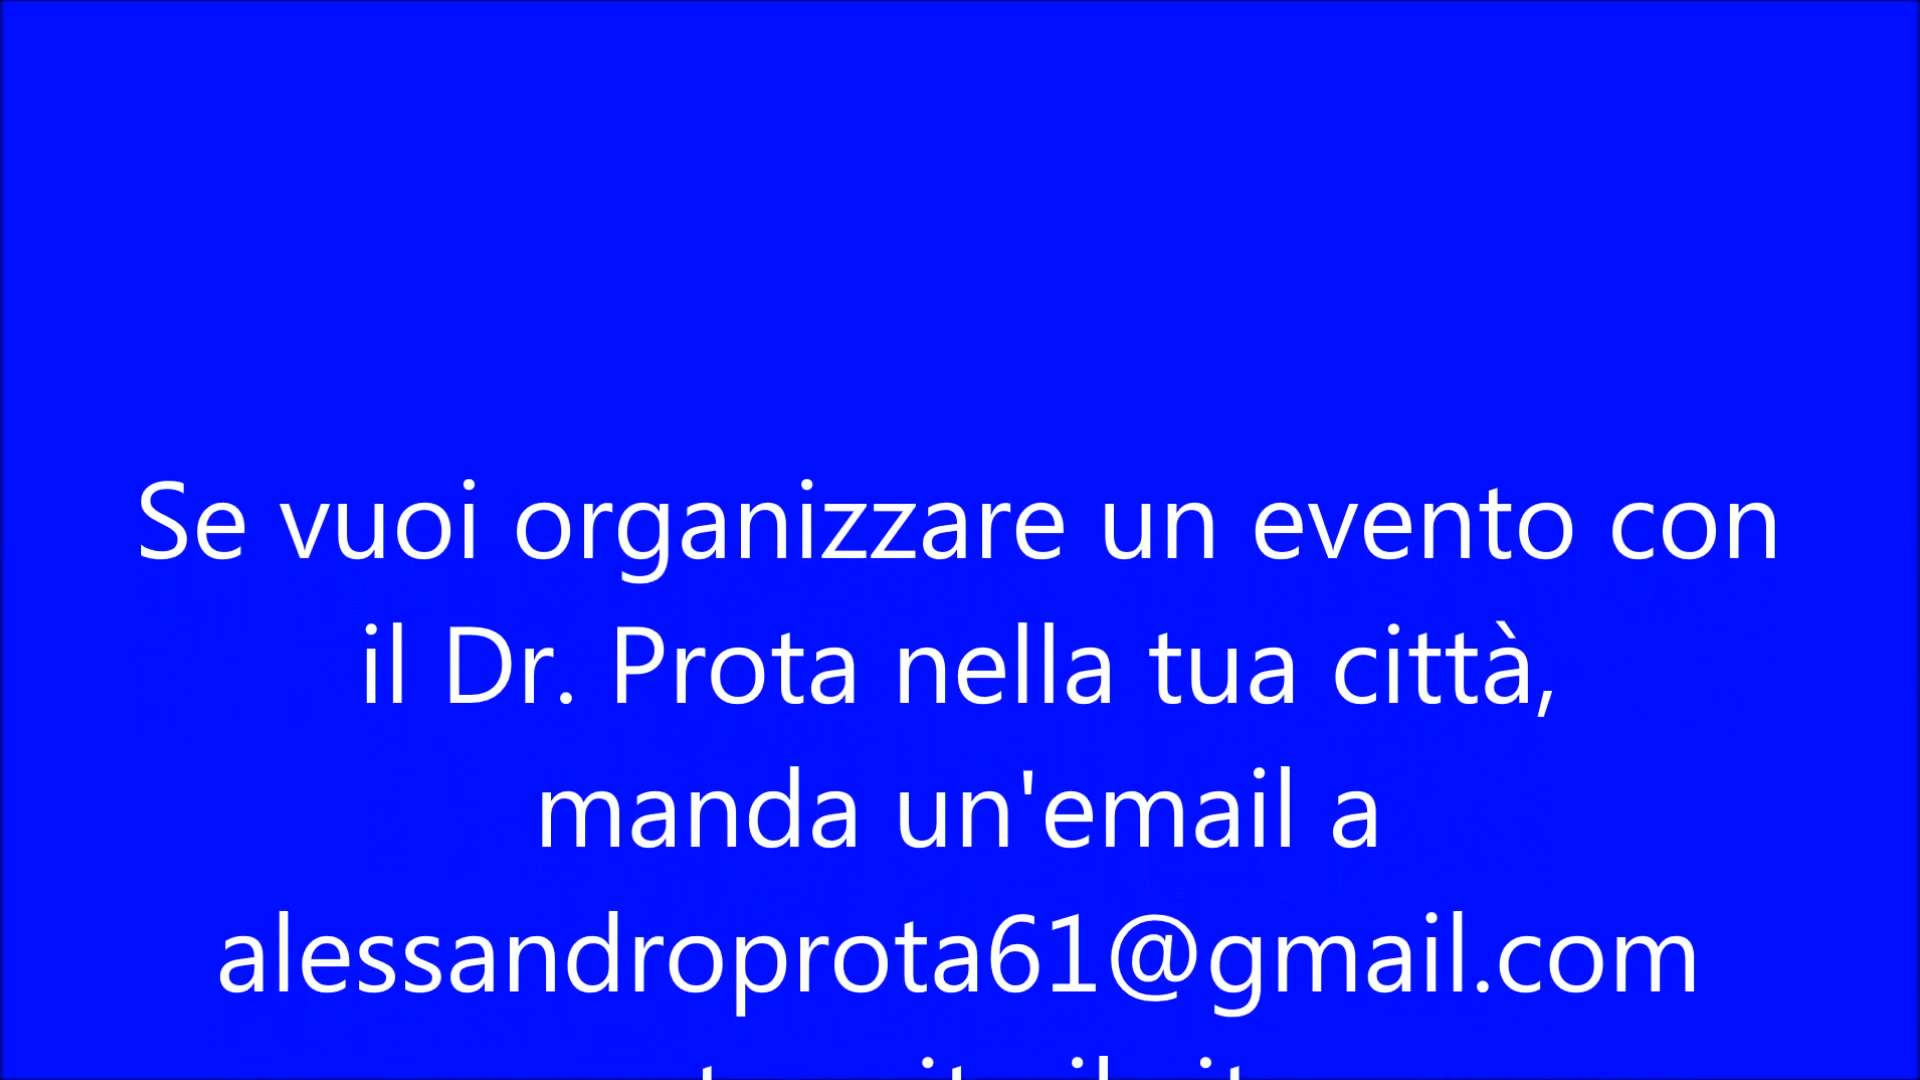 Se vuoi organizzare un evento con
il Dr. Prota nella tua città,
manda un'email a
alessandroprota61@gmail.com